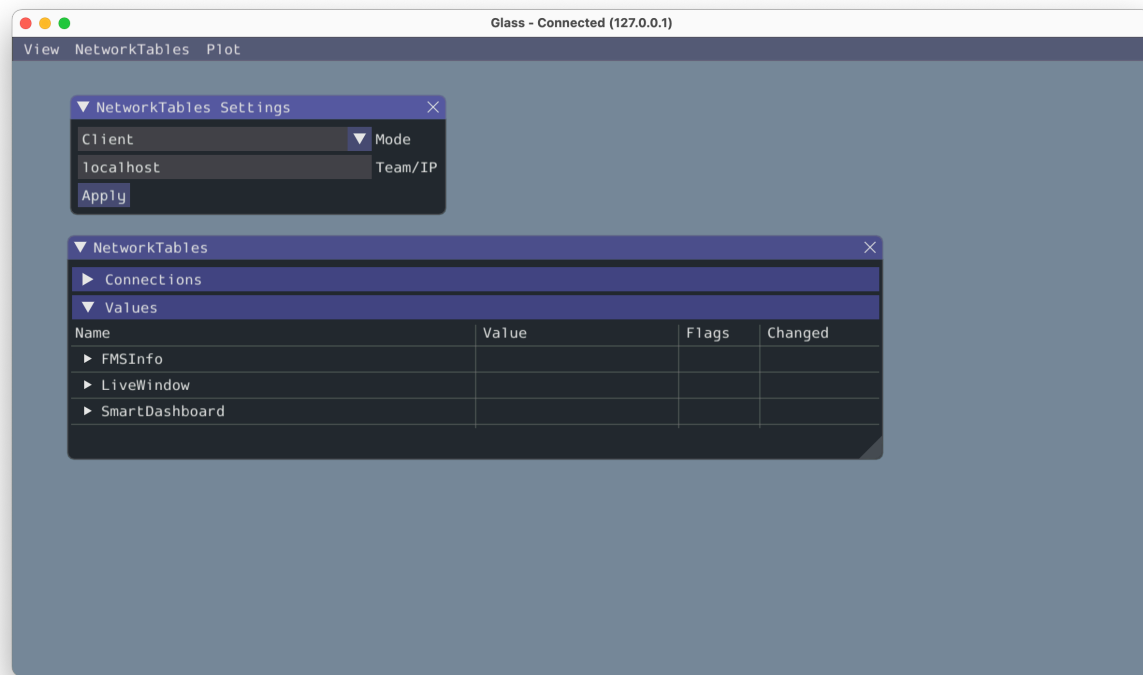 Glass - Connected (127.0.0.1)
View NetworkTables Plot
NetworkTables Settings
Client Mode
localhost Team/IP
Apply
NetworkTables
Connections
Values
Name Value Flags Changed
FMSInfo
LiveWindow
SmartDashboard